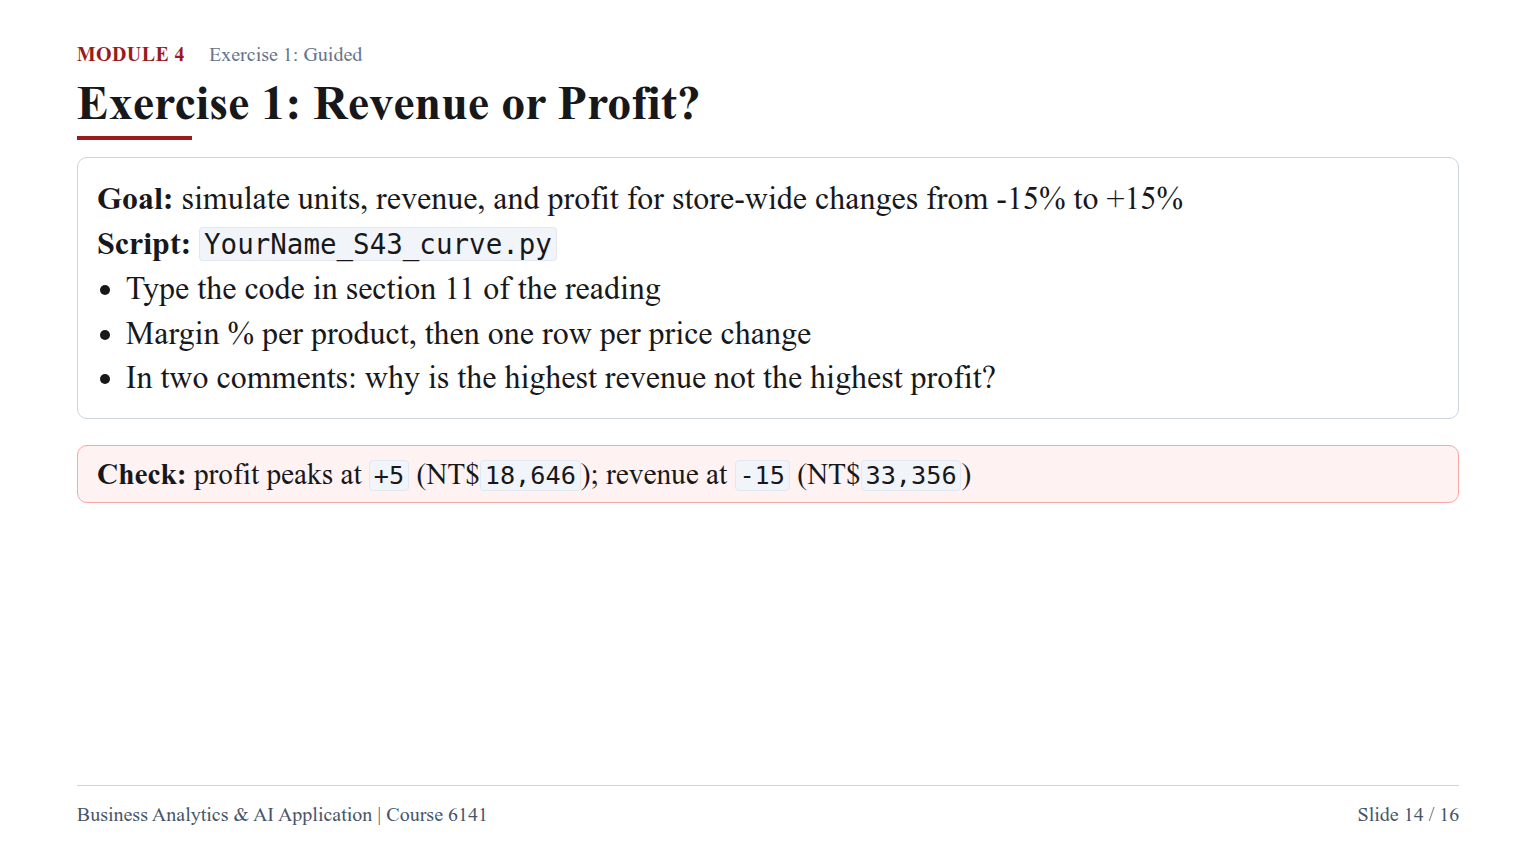 MODULE 4 Exercise 1: Guided
Exercise 1: Revenue or Profit?
Goal: simulate units, revenue, and profit for store-wide changes from -15% to +15%
Script: YourName_S43_curve.py
• Type the code in section 11 of the reading
• Margin % per product, then one row per price change
• In two comments: why is the highest revenue not the highest profit?
Check: profit peaks at +5 (NT$18,646); revenue at -15 (NT$33,356)
Business Analytics & AI Application | Course 6141
Slide 14 / 16